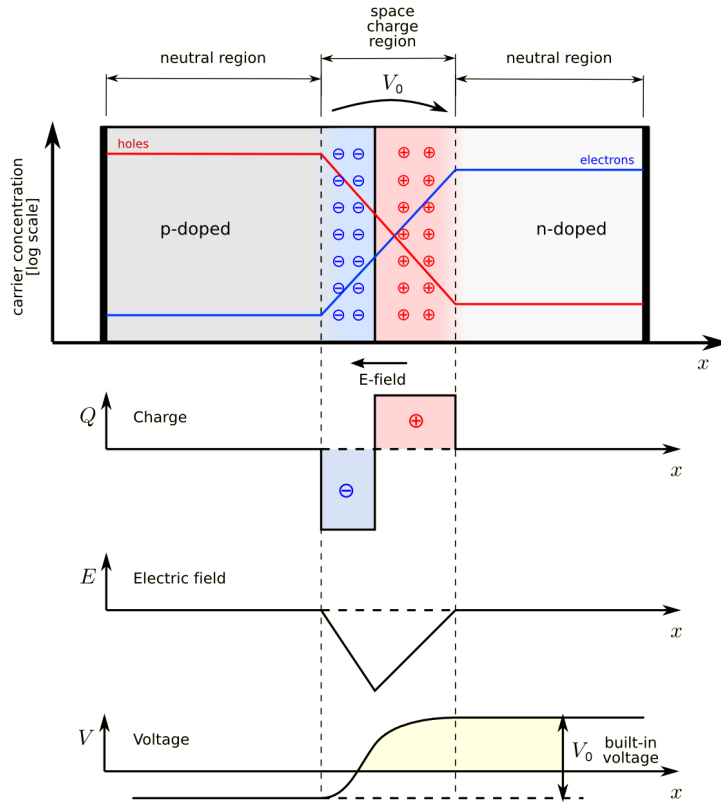 space
charge
region
neutral region
neutral region
V₀
holes
electrons
⊖ ⊖ ⊕ ⊕
⊖ ⊖ ⊕ ⊕
⊖ ⊖ ⊕ ⊕
⊖ ⊖ ⊕ ⊕
⊖ ⊖ ⊕ ⊕
⊖ ⊖ ⊕ ⊕
⊖ ⊖ ⊕ ⊕
carrier concentration
[log scale]
p-doped
n-doped
x
E-field
Q
Charge
⊕
⊖
x
E
Electric field
x
V
Voltage
V₀
built-in
voltage
x